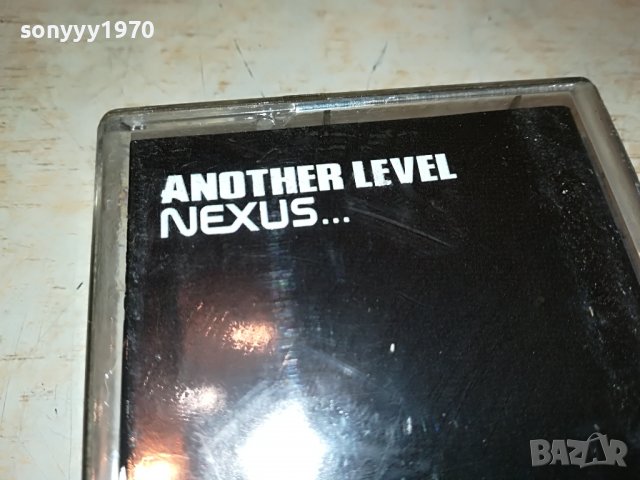 sonyyy1970
ANOTHER LEVEL
NEXUS...
BAZAR